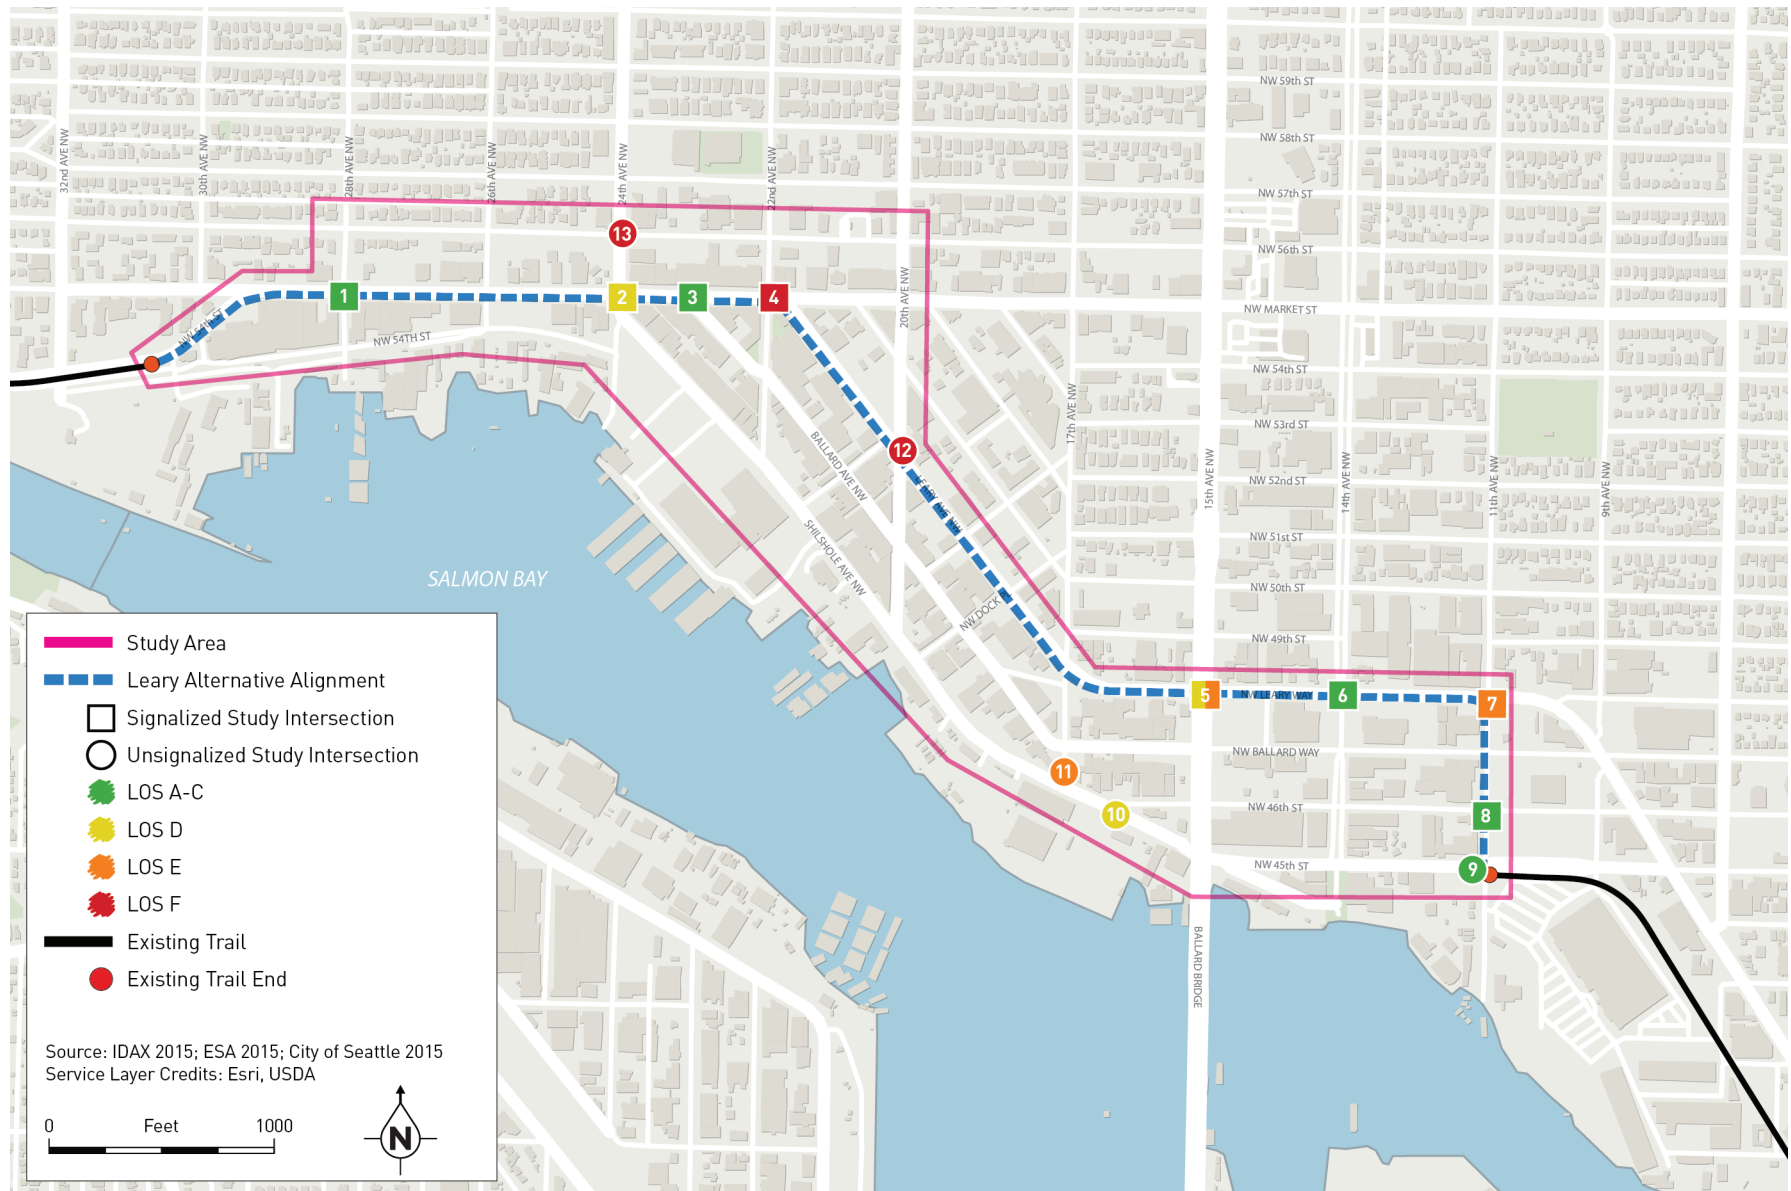 NW 59th ST
NW 58th ST
32nd AVE NW
30th AVE NW
28th AVE NW
26th AVE NW
24th AVE NW
22nd AVE NW
NW 57th ST
13
NW 56th ST
20th AVE NW
1
2
3
4
NW MARKET ST
NW 54th ST
NW 54TH ST
NW 54th ST
17th AVE NW
NW 53rd ST
12
BALLARD AVE NW
LEARY AVE NW
15th AVE NW
14th AVE NW
11th AVE NW
9th AVE NW
NW 52nd ST
SHILSHOLE AVE NW
NW 51st ST
SALMON BAY
NW 50th ST
NW DOCK PL
NW 49th ST
5
NW LEARY WAY
6
7
NW BALLARD WAY
11
10
NW 46th ST
8
NW 45th ST
9
BALLARD BRIDGE
Study Area
Leary Alternative Alignment
Signalized Study Intersection
Unsignalized Study Intersection
LOS A-C
LOS D
LOS E
LOS F
Existing Trail
Existing Trail End
Source: IDAX 2015; ESA 2015; City of Seattle 2015
Service Layer Credits: Esri, USDA
0 Feet 1000
N